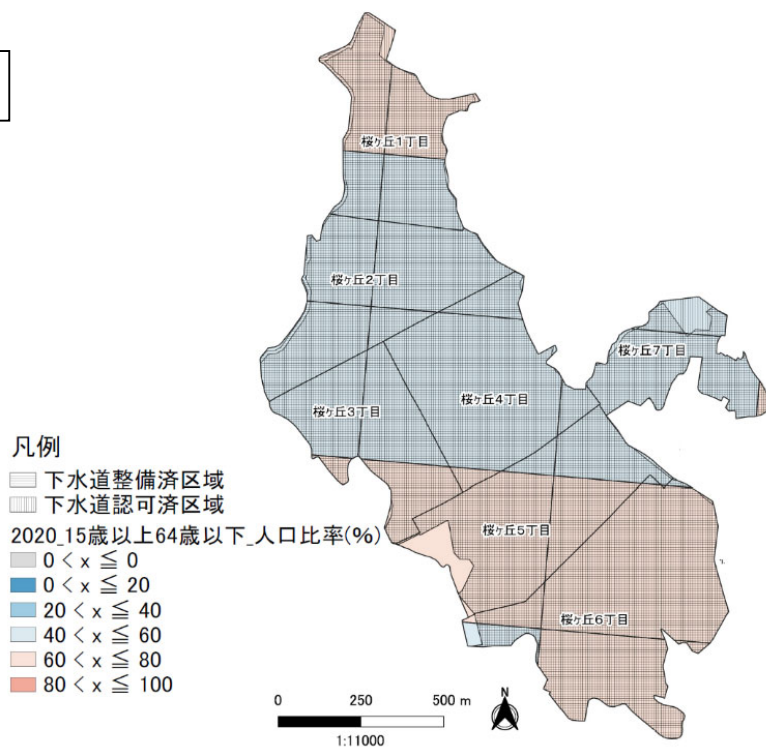 桜ヶ丘1丁目
桜ヶ丘2丁目
桜ヶ丘7丁目
桜ヶ丘3丁目
桜ヶ丘4丁目
桜ヶ丘5丁目
桜ヶ丘6丁目
凡例
下水道整備済区域
下水道認可済区域
2020_15歳以上64歳以下_人口比率(%)
0 < x ≦ 0
0 < x ≦ 20
20 < x ≦ 40
40 < x ≦ 60
60 < x ≦ 80
80 < x ≦ 100
0 250 500 m
1:11000
N